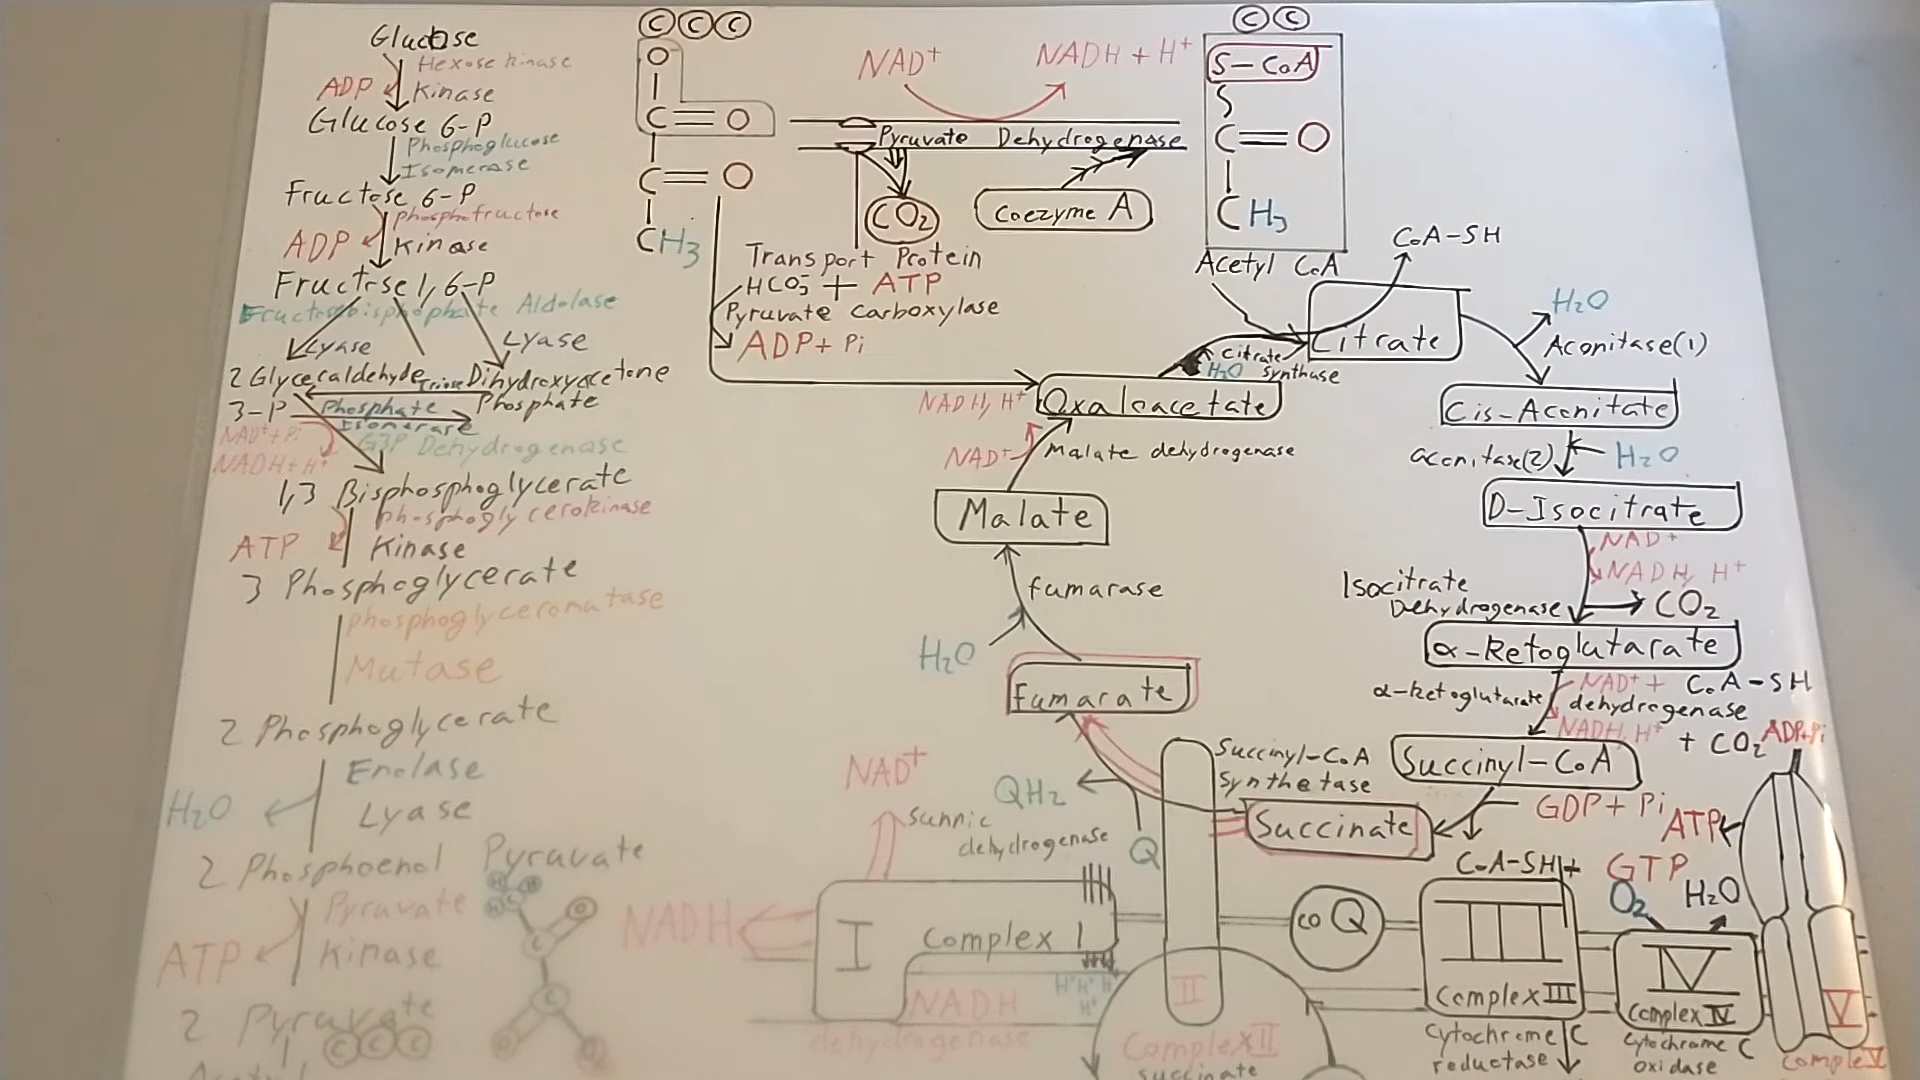 Glucose
Hexose kinase
ADP
Kinase
Glucose 6-P
Phosphoglucose
Isomerase
Fructose 6-P
phosphofructose
ADP
Kinase
Fructose 1,6-P
Fructosebisphosphate Aldolase
Lyase
Lyase
2 Glyceraldehyde
3-P
Triose
Phosphate
Isomerase
Dihydroxyacetone
Phosphate
NAD⁺+Pi
NADH+H⁺
G3P Dehydrogenase
1,3 Bisphosphoglycerate
phosphoglycerokinase
ATP
Kinase
3 Phosphoglycerate
phosphoglyceromutase
Mutase
2 Phosphoglycerate
Enolase
H₂O
Lyase
2 Phosphoenol Pyruvate
Pyruvate
ATP
Kinase
2 Pyruvate
C C C
C C C
O
C = O
C = O
CH₃
NAD⁺
NADH + H⁺
Pyruvate Dehydrogenase
CO₂
Coezyme A
Transport Protein
HCO₃⁻ + ATP
Pyruvate Carboxylase
ADP + Pi
C C
S-CoA
S
C = O
CH₃
Acetyl CoA
CoA-SH
Citrate
Citrate
H₂O synthase
H₂O
Aconitase(1)
Cis-Aconitate
aconitase(2)
H₂O
D-Isocitrate
NAD⁺
NADH, H⁺
Isocitrate
Dehydrogenase
CO₂
α-Ketoglutarate
α-ketoglutarate
NAD⁺ + CoA-SH
dehydrogenase
NADH, H⁺
+ CO₂
Succinyl-CoA
GDP + Pi
CoA-SH +
GTP
Succinyl-CoA
Synthetase
Succinate
fumarate
H₂O
fumarase
Malate
NAD⁺
NADH, H⁺
Malate dehydrogenase
Oxaloacetate
QH₂
Q
NAD⁺
sunnic
dehydrogenase
NADH
I
Complex 1
H⁺ H⁺ H
H⁺
NADH
dehydrogenase
II
Complex II
succinate
CO Q
Complex III
Cytochrome C
reductase
O₂
H₂O
IV
Complex IV
Cytochrome C
oxidase
ADP+Pi
ATP
V
Complex V